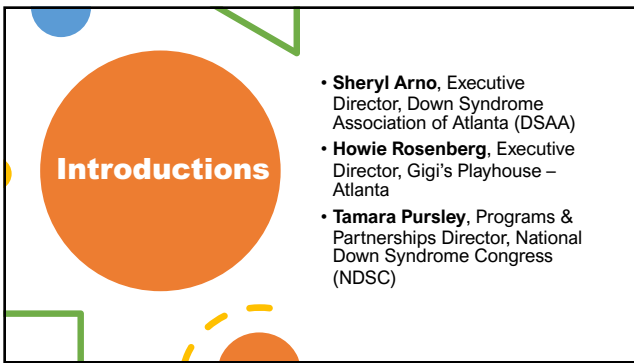 Introductions
• Sheryl Arno, Executive
Director, Down Syndrome
Association of Atlanta (DSAA)
• Howie Rosenberg, Executive
Director, Gigi's Playhouse –
Atlanta
• Tamara Pursley, Programs &
Partnerships Director, National
Down Syndrome Congress
(NDSC)